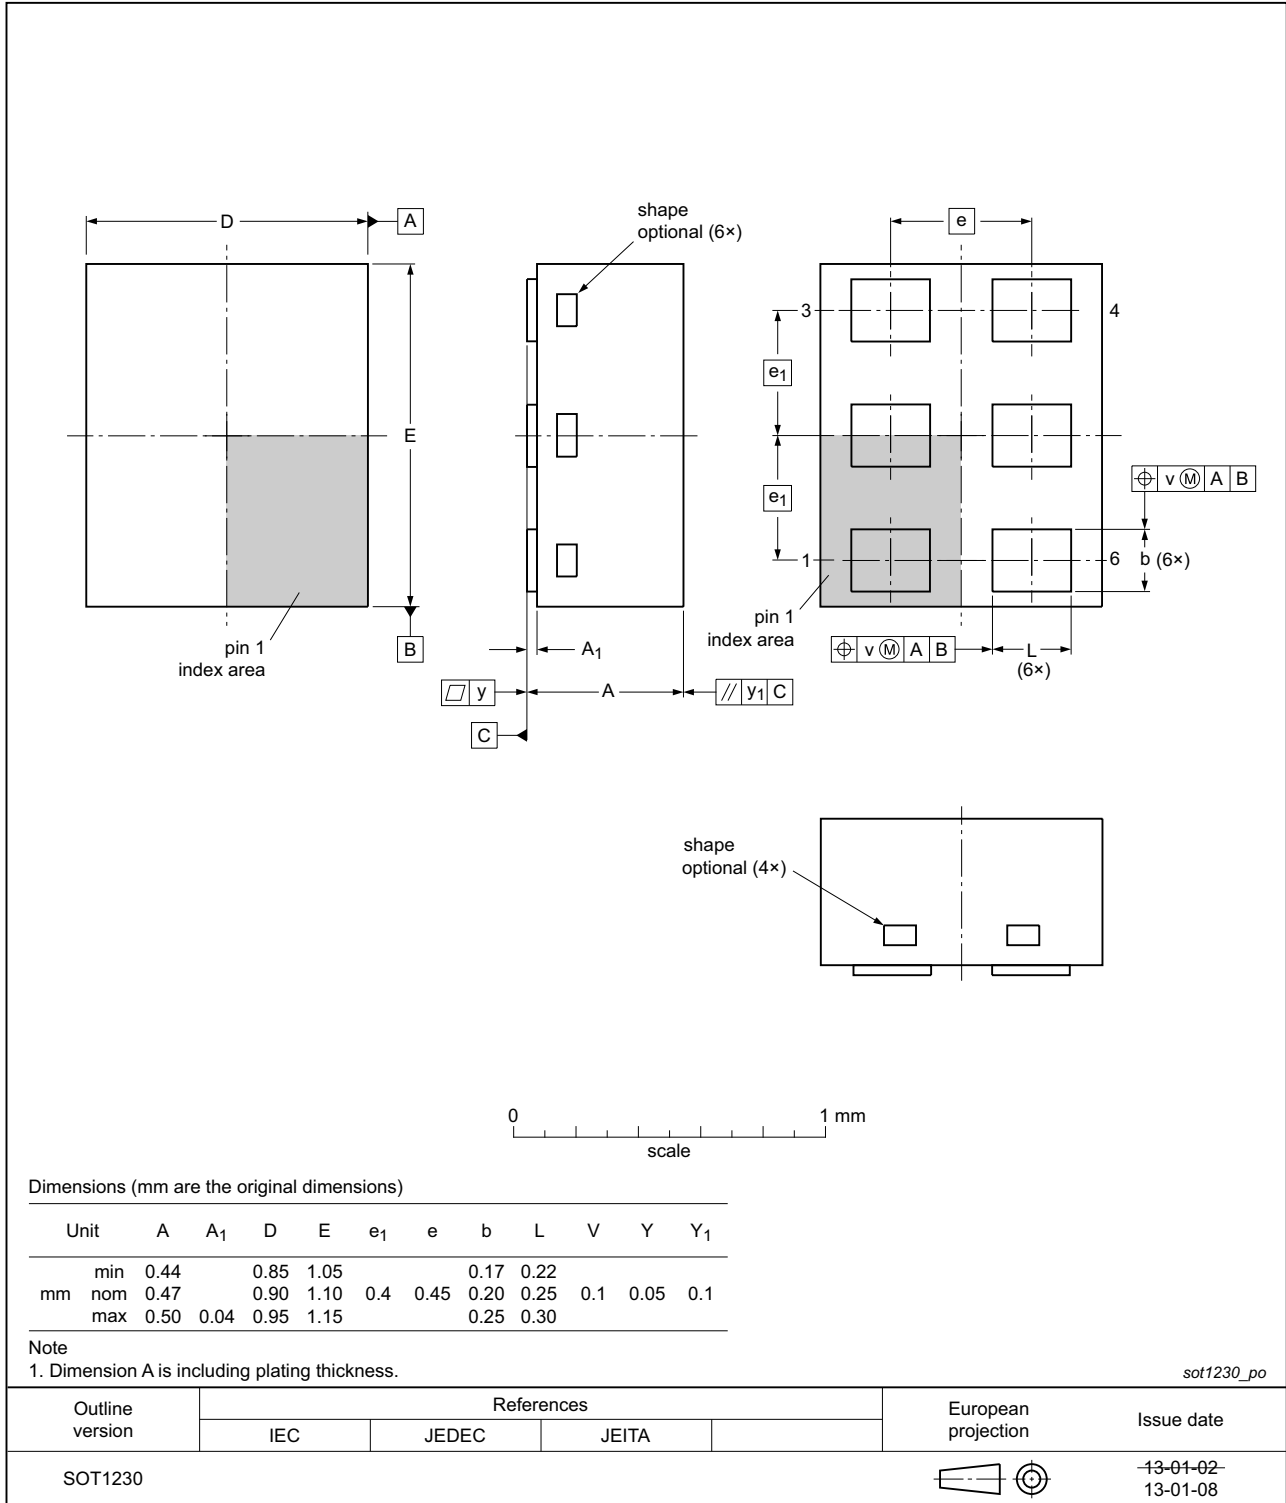 D
A
E
pin 1
index area
B
shape
optional (6×)
A1
y
A
// y1 C
C
e
3
4
e1
e1
v M A B
1
6
b (6×)
pin 1
index area
v M A B
L
(6×)
shape
optional (4×)
0
1 mm
scale
Dimensions (mm are the original dimensions)
Unit A A1 D E e1 e b L V Y Y1
min 0.44 0.85 1.05 0.17 0.22
mm nom 0.47 0.90 1.10 0.4 0.45 0.20 0.25 0.1 0.05 0.1
max 0.50 0.04 0.95 1.15 0.25 0.30
Note
1. Dimension A is including plating thickness.
sot1230_po
Outline
version
References
IEC JEDEC JEITA
European
projection
Issue date
SOT1230
13-01-02
13-01-08